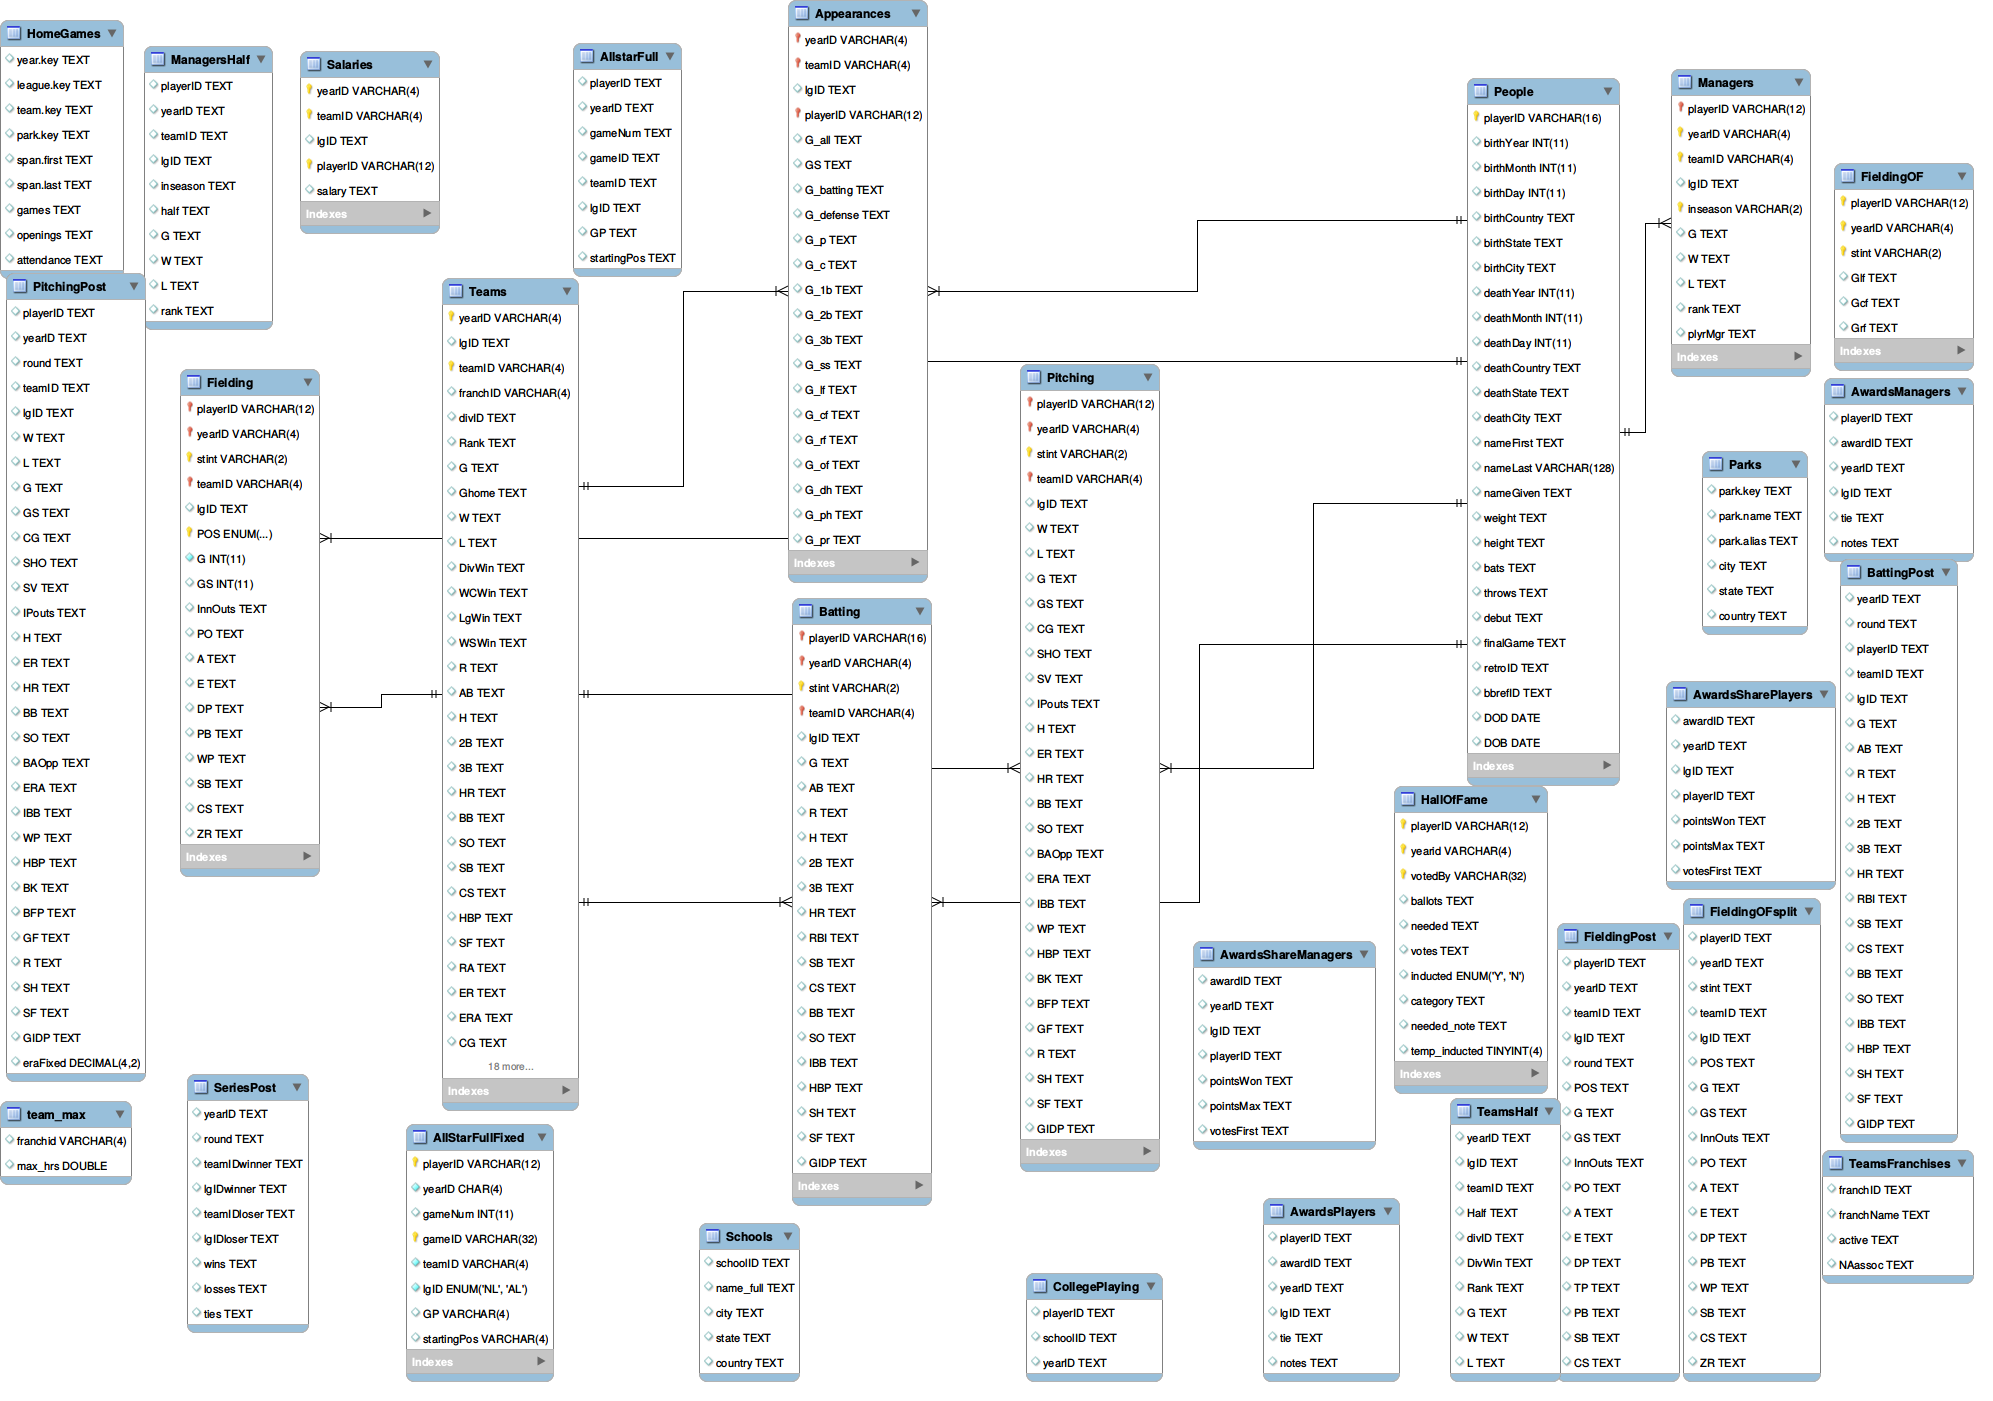 HomeGames
year.key TEXT
league.key TEXT
team.key TEXT
park.key TEXT
span.first TEXT
span.last TEXT
games TEXT
openings TEXT
attendance TEXT
ManagersHalf
playerID TEXT
yearID TEXT
teamID TEXT
lgID TEXT
inseason TEXT
half TEXT
G TEXT
W TEXT
L TEXT
rank TEXT
Salaries
yearID VARCHAR(4)
teamID VARCHAR(4)
lgID TEXT
playerID VARCHAR(12)
salary TEXT
Indexes
AllstarFull
playerID TEXT
yearID TEXT
gameNum TEXT
gameID TEXT
teamID TEXT
lgID TEXT
GP TEXT
startingPos TEXT
Appearances
yearID VARCHAR(4)
teamID VARCHAR(4)
lgID TEXT
playerID VARCHAR(12)
G_all TEXT
GS TEXT
G_batting TEXT
G_defense TEXT
G_p TEXT
G_c TEXT
G_1b TEXT
G_2b TEXT
G_3b TEXT
G_ss TEXT
G_lf TEXT
G_cf TEXT
G_rf TEXT
G_of TEXT
G_dh TEXT
G_ph TEXT
G_pr TEXT
Indexes
People
playerID VARCHAR(16)
birthYear INT(11)
birthMonth INT(11)
birthDay INT(11)
birthCountry TEXT
birthState TEXT
birthCity TEXT
deathYear INT(11)
deathMonth INT(11)
deathDay INT(11)
deathCountry TEXT
deathState TEXT
deathCity TEXT
nameFirst TEXT
nameLast VARCHAR(128)
nameGiven TEXT
weight TEXT
height TEXT
bats TEXT
throws TEXT
debut TEXT
finalGame TEXT
retroID TEXT
bbrefID TEXT
DOD DATE
DOB DATE
Indexes
Managers
playerID VARCHAR(12)
yearID VARCHAR(4)
teamID VARCHAR(4)
lgID TEXT
inseason VARCHAR(2)
G TEXT
W TEXT
L TEXT
rank TEXT
plyrMgr TEXT
Indexes
FieldingOF
playerID VARCHAR(12)
yearID VARCHAR(4)
stint VARCHAR(2)
Glf TEXT
Gcf TEXT
Grf TEXT
Indexes
PitchingPost
playerID TEXT
yearID TEXT
round TEXT
teamID TEXT
lgID TEXT
W TEXT
L TEXT
G TEXT
GS TEXT
CG TEXT
SHO TEXT
SV TEXT
IPouts TEXT
H TEXT
ER TEXT
HR TEXT
BB TEXT
SO TEXT
BAOpp TEXT
ERA TEXT
IBB TEXT
WP TEXT
HBP TEXT
BK TEXT
BFP TEXT
GF TEXT
R TEXT
SH TEXT
SF TEXT
GIDP TEXT
eraFixed DECIMAL(4,2)
Fielding
playerID VARCHAR(12)
yearID VARCHAR(4)
stint VARCHAR(2)
teamID VARCHAR(4)
lgID TEXT
POS ENUM(...)
G INT(11)
GS INT(11)
InnOuts TEXT
PO TEXT
A TEXT
E TEXT
DP TEXT
PB TEXT
WP TEXT
SB TEXT
CS TEXT
ZR TEXT
Indexes
Teams
yearID VARCHAR(4)
lgID TEXT
teamID VARCHAR(4)
franchID VARCHAR(4)
divID TEXT
Rank TEXT
G TEXT
Ghome TEXT
W TEXT
L TEXT
DivWin TEXT
WCWin TEXT
LgWin TEXT
WSWin TEXT
R TEXT
AB TEXT
H TEXT
2B TEXT
3B TEXT
HR TEXT
BB TEXT
SO TEXT
SB TEXT
CS TEXT
HBP TEXT
SF TEXT
RA TEXT
ER TEXT
ERA TEXT
CG TEXT
18 more...
Indexes
Batting
playerID VARCHAR(16)
yearID VARCHAR(4)
stint VARCHAR(2)
teamID VARCHAR(4)
lgID TEXT
G TEXT
AB TEXT
R TEXT
H TEXT
2B TEXT
3B TEXT
HR TEXT
RBI TEXT
SB TEXT
CS TEXT
BB TEXT
SO TEXT
IBB TEXT
HBP TEXT
SH TEXT
SF TEXT
GIDP TEXT
Indexes
Pitching
playerID VARCHAR(12)
yearID VARCHAR(4)
stint VARCHAR(2)
teamID VARCHAR(4)
lgID TEXT
W TEXT
L TEXT
G TEXT
GS TEXT
CG TEXT
SHO TEXT
SV TEXT
IPouts TEXT
H TEXT
ER TEXT
HR TEXT
BB TEXT
SO TEXT
BAOpp TEXT
ERA TEXT
IBB TEXT
WP TEXT
HBP TEXT
BK TEXT
BFP TEXT
GF TEXT
R TEXT
SH TEXT
SF TEXT
GIDP TEXT
Indexes
AwardsManagers
playerID TEXT
awardID TEXT
yearID TEXT
lgID TEXT
tie TEXT
notes TEXT
Parks
park.key TEXT
park.name TEXT
park.alias TEXT
city TEXT
state TEXT
country TEXT
BattingPost
yearID TEXT
round TEXT
playerID TEXT
teamID TEXT
lgID TEXT
G TEXT
AB TEXT
R TEXT
H TEXT
2B TEXT
3B TEXT
HR TEXT
RBI TEXT
SB TEXT
CS TEXT
BB TEXT
SO TEXT
IBB TEXT
HBP TEXT
SH TEXT
SF TEXT
GIDP TEXT
AwardsSharePlayers
awardID TEXT
yearID TEXT
lgID TEXT
playerID TEXT
pointsWon TEXT
pointsMax TEXT
votesFirst TEXT
HallOfFame
playerID VARCHAR(12)
yearid VARCHAR(4)
votedBy VARCHAR(32)
ballots TEXT
needed TEXT
votes TEXT
inducted ENUM('Y', 'N')
category TEXT
needed_note TEXT
temp_inducted TINYINT(4)
Indexes
FieldingOFsplit
playerID TEXT
yearID TEXT
stint TEXT
teamID TEXT
lgID TEXT
POS TEXT
G TEXT
GS TEXT
InnOuts TEXT
PO TEXT
A TEXT
E TEXT
DP TEXT
PB TEXT
WP TEXT
SB TEXT
CS TEXT
ZR TEXT
FieldingPost
playerID TEXT
yearID TEXT
teamID TEXT
lgID TEXT
round TEXT
POS TEXT
G TEXT
GS TEXT
InnOuts TEXT
PO TEXT
A TEXT
E TEXT
DP TEXT
TP TEXT
PB TEXT
SB TEXT
CS TEXT
AwardsShareManagers
awardID TEXT
yearID TEXT
lgID TEXT
playerID TEXT
pointsWon TEXT
pointsMax TEXT
votesFirst TEXT
team_max
franchId VARCHAR(4)
max_hrs DOUBLE
SeriesPost
yearID TEXT
round TEXT
teamIDwinner TEXT
lgIDwinner TEXT
teamIDloser TEXT
lgIDloser TEXT
wins TEXT
losses TEXT
ties TEXT
AllStarFullFixed
playerID VARCHAR(12)
yearID CHAR(4)
gameNum INT(11)
gameID VARCHAR(32)
teamID VARCHAR(4)
lgID ENUM('NL', 'AL')
GP VARCHAR(4)
startingPos VARCHAR(4)
Indexes
Schools
schoolID TEXT
name_full TEXT
city TEXT
state TEXT
country TEXT
CollegePlaying
playerID TEXT
schoolID TEXT
yearID TEXT
AwardsPlayers
playerID TEXT
awardID TEXT
yearID TEXT
lgID TEXT
tie TEXT
notes TEXT
TeamsHalf
yearID TEXT
lgID TEXT
teamID TEXT
Half TEXT
divID TEXT
DivWin TEXT
Rank TEXT
G TEXT
W TEXT
L TEXT
TeamsFranchises
franchID TEXT
franchName TEXT
active TEXT
NAassoc TEXT